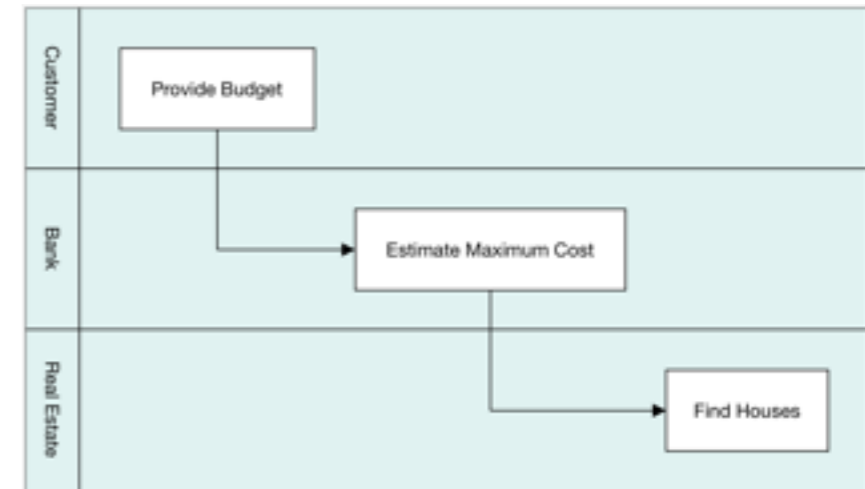 Customer
Provide Budget
Bank
Estimate Maximum Cost
Real Estate
Find Houses